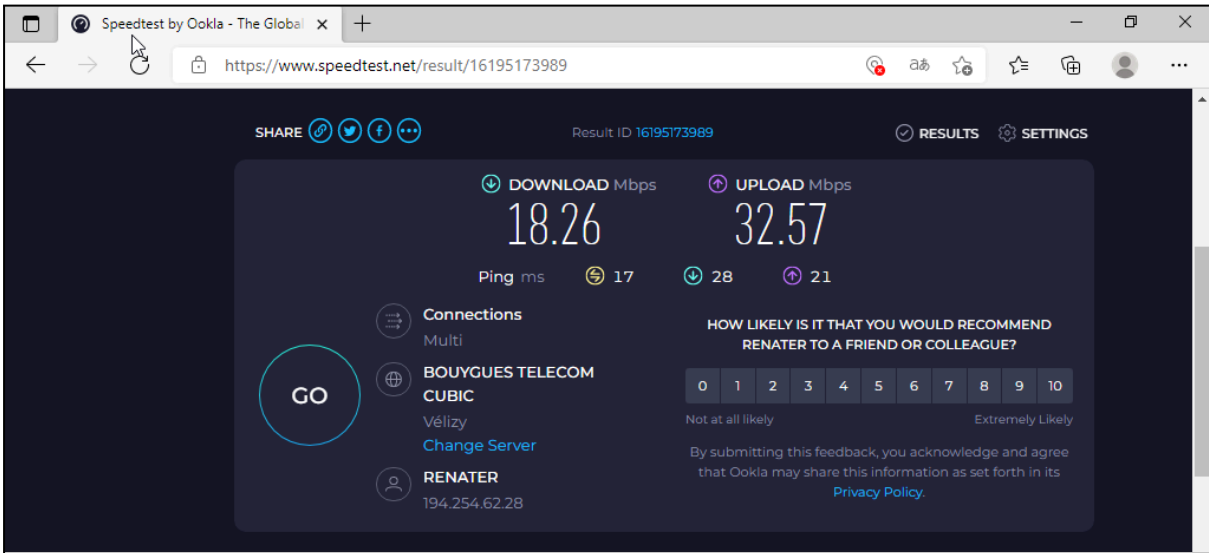 Speedtest by Ookla - The Global
https://www.speedtest.net/result/16195173989
SHARE
Result ID 16195173989
RESULTS
SETTINGS
DOWNLOAD Mbps
18.26
UPLOAD Mbps
32.57
Ping ms 17 28 21
Connections
Multi
BOUYGUES TELECOM
CUBIC
Vélizy
Change Server
RENATER
194.254.62.28
GO
HOW LIKELY IS IT THAT YOU WOULD RECOMMEND
RENATER TO A FRIEND OR COLLEAGUE?
0 1 2 3 4 5 6 7 8 9 10
Not at all likely
Extremely Likely
By submitting this feedback, you acknowledge and agree
that Ookla may share this information as set forth in its
Privacy Policy.